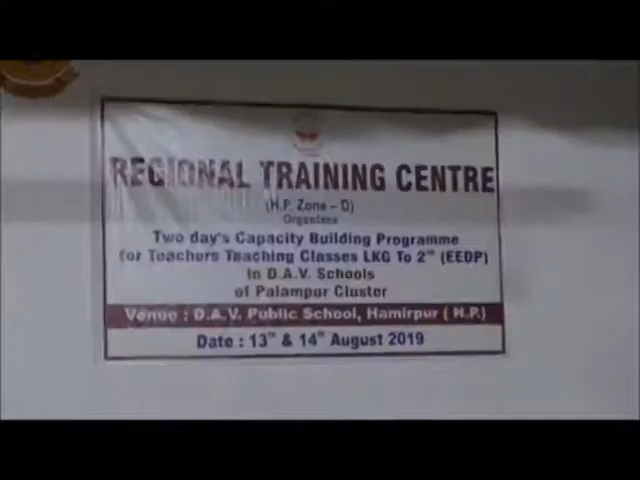 REGIONAL TRAINING CENTRE
(H.P. Zone - D)
Organizes
Two day's Capacity Building Programme
for Teachers Teaching Classes LKG To 2nd (EEDP)
in D.A.V. Schools
of Palampur Cluster
Venue : D.A.V. Public School, Hamirpur ( H.P.)
Date : 13th & 14th August 2019